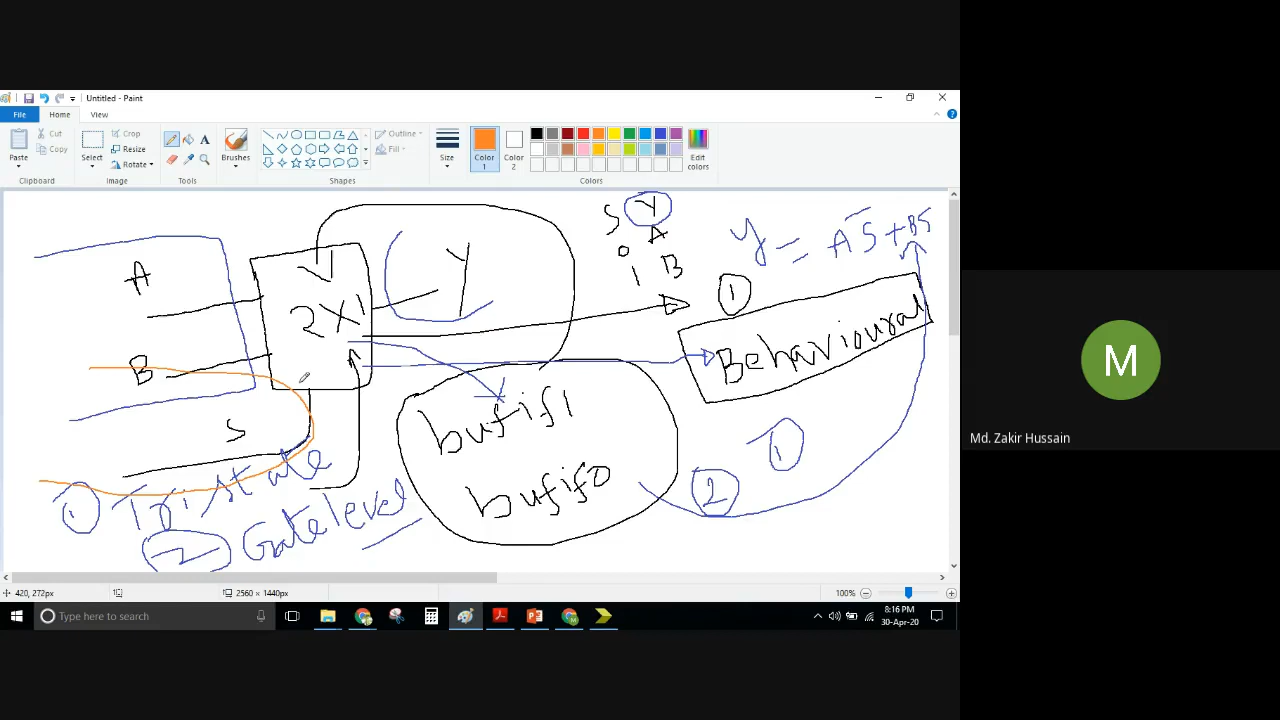 Untitled - Paint
File Home View
Paste
Cut
Copy
Clipboard
Select
Crop
Resize
Rotate
Image
Tools
Brushes
Shapes
Outline
Fill
Size
Color 1
Color 2
Edit colors
Colors
S Y
0 A
1 B
y = AS̅ + BS
A
2X1
Y
1
Behavioural
B
bufif1
S
bufif0
1
2
1 Tristate
2 Gate level
420, 272px
2560 × 1440px
100%
Type here to search
8:16 PM
30-Apr-20
M
Md. Zakir Hussain